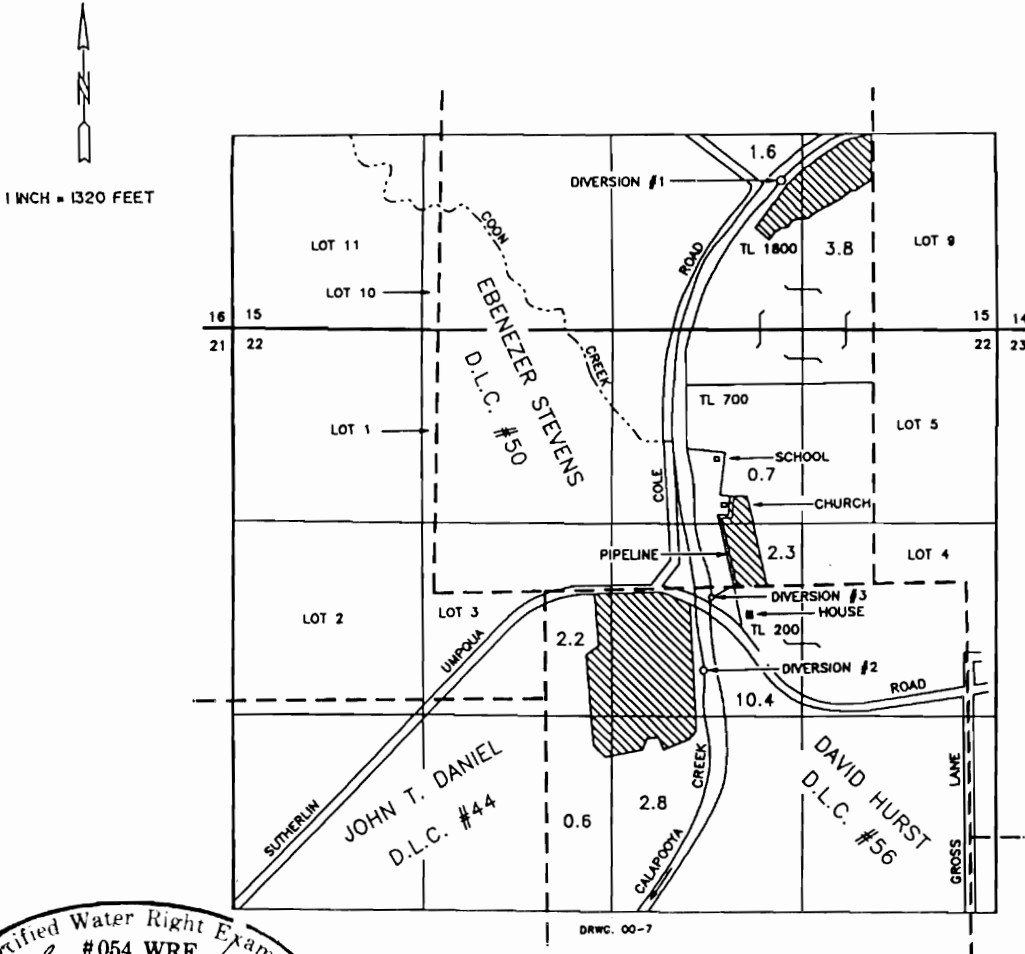 N
1 INCH = 1320 FEET
1.6
DIVERSION #1
COON
LOT 11
ROAD
TL 1800
3.8
LOT 9
LOT 10
EBENEZER STEVENS
D.L.C. #50
16 15
15 14
21 22
22 23
CREEK
TL 700
LOT 1
LOT 5
SCHOOL
0.7
COLE
CHURCH
PIPELINE
2.3
LOT 4
DIVERSION #3
HOUSE
LOT 2
LOT 3
2.2
TL 200
UMPQUA
DIVERSION #2
ROAD
10.4
JOHN T. DANIEL
D.L.C. #44
CREEK
DAVID HURST
D.L.C. #56
GROSS LANE
SUTHERLIN
0.6
2.8
CALAPOOYA
DRWG. 00-7
tified Water Right Exam
#054 WRE